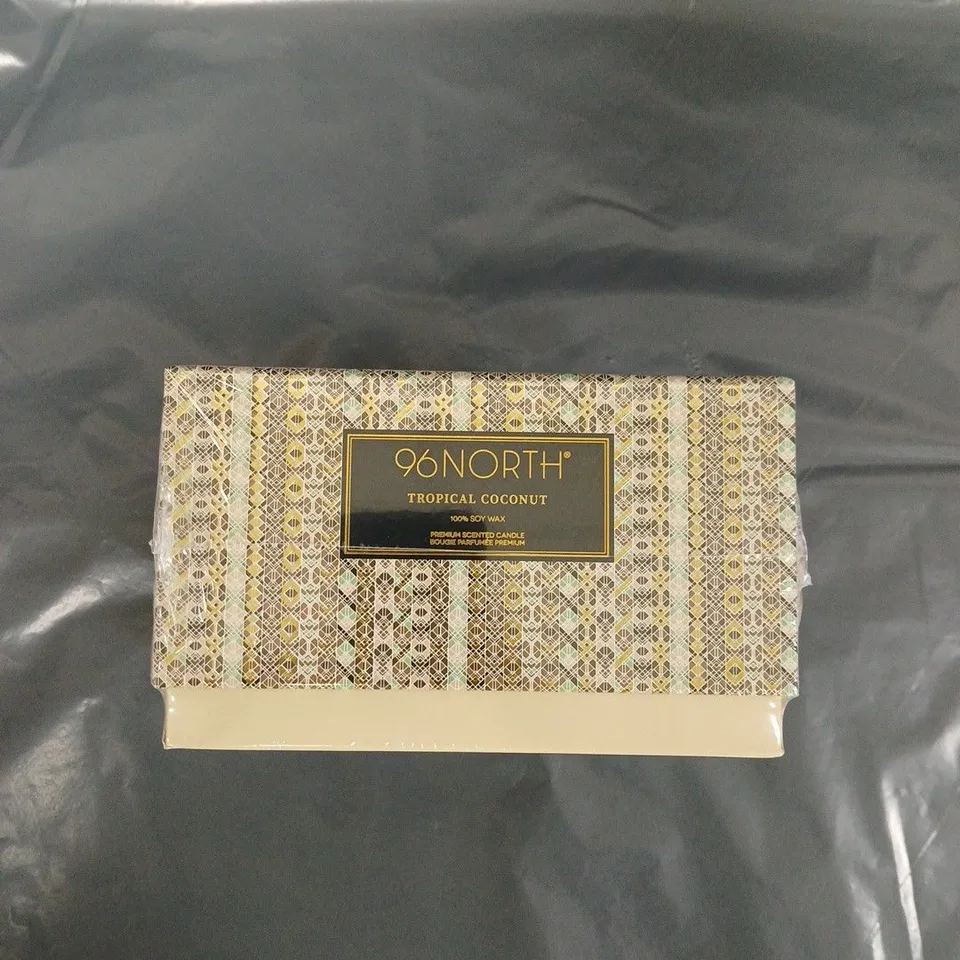 96NORTH®
TROPICAL COCONUT
100% SOY WAX
PREMIUM SCENTED CANDLE
BOUGIE PARFUMÉE PREMIUM